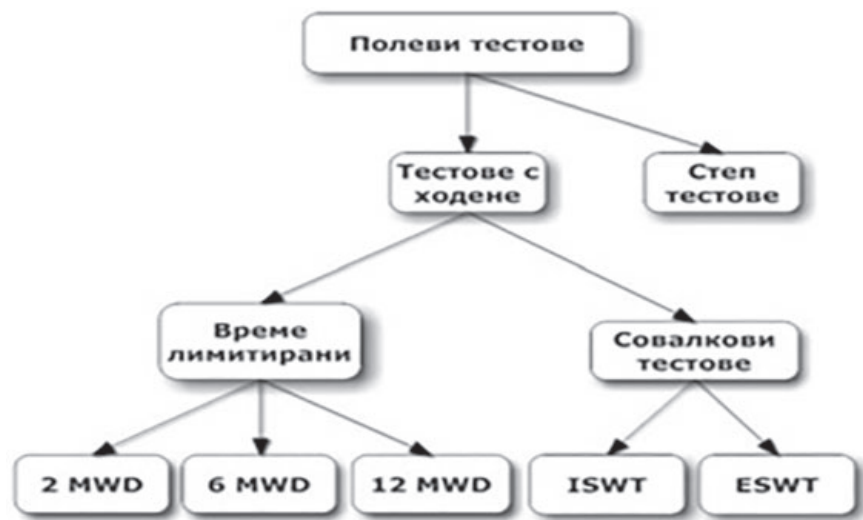 Полеви тестове
Тестове с
ходене
Степ
тестове
Време
лимитирани
Совалкови
тестове
2 MWD
6 MWD
12 MWD
ISWT
ESWT